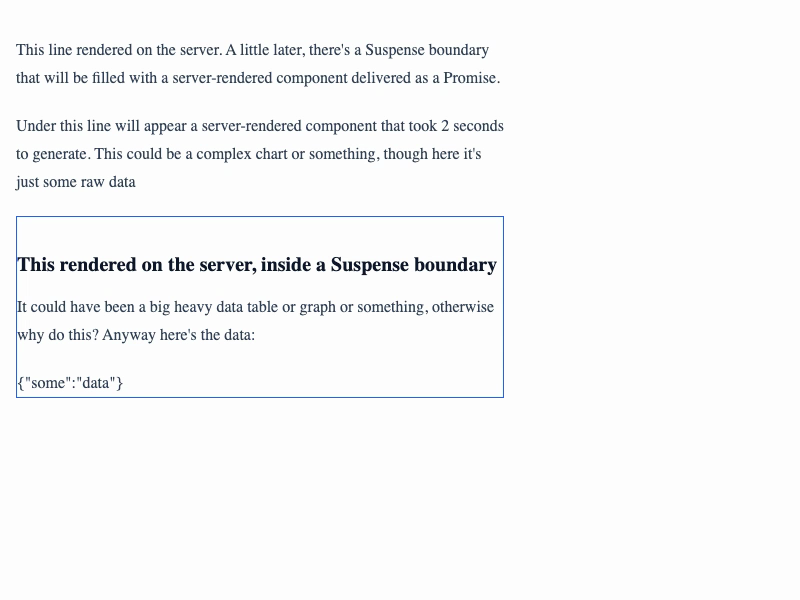 This line rendered on the server. A little later, there's a Suspense boundary
that will be filled with a server-rendered component delivered as a Promise.
Under this line will appear a server-rendered component that took 2 seconds
to generate. This could be a complex chart or something, though here it's
just some raw data
This rendered on the server, inside a Suspense boundary
It could have been a big heavy data table or graph or something, otherwise
why do this? Anyway here's the data:
{"some":"data"}